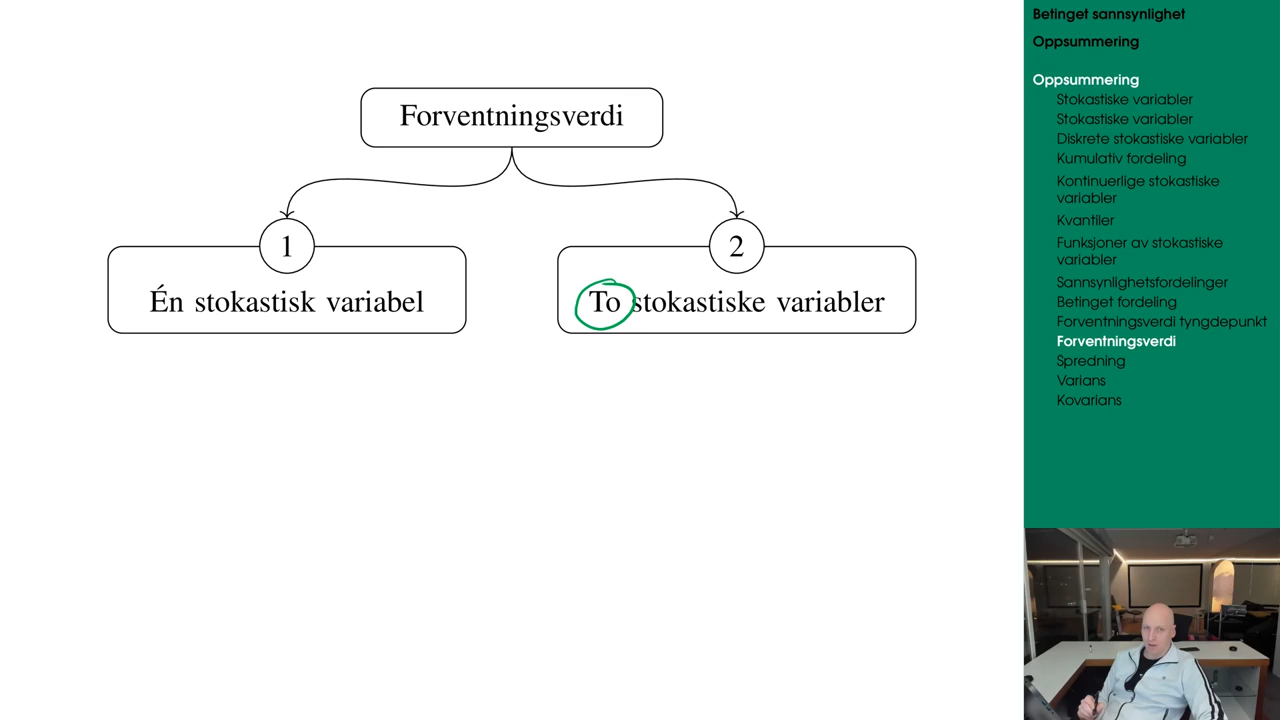 Forventningsverdi
1
Én stokastisk variabel
2
To stokastiske variabler
Betinget sannsynlighet
Oppsummering
Oppsummering
Stokastiske variabler
Stokastiske variabler
Diskrete stokastiske variabler
Kumulativ fordeling
Kontinuerlige stokastiske
variabler
Kvantiler
Funksjoner av stokastiske
variabler
Sannsynlighetsfordelinger
Betinget fordeling
Forventningsverdi tyngdepunkt
Forventningsverdi
Spredning
Varians
Kovarians